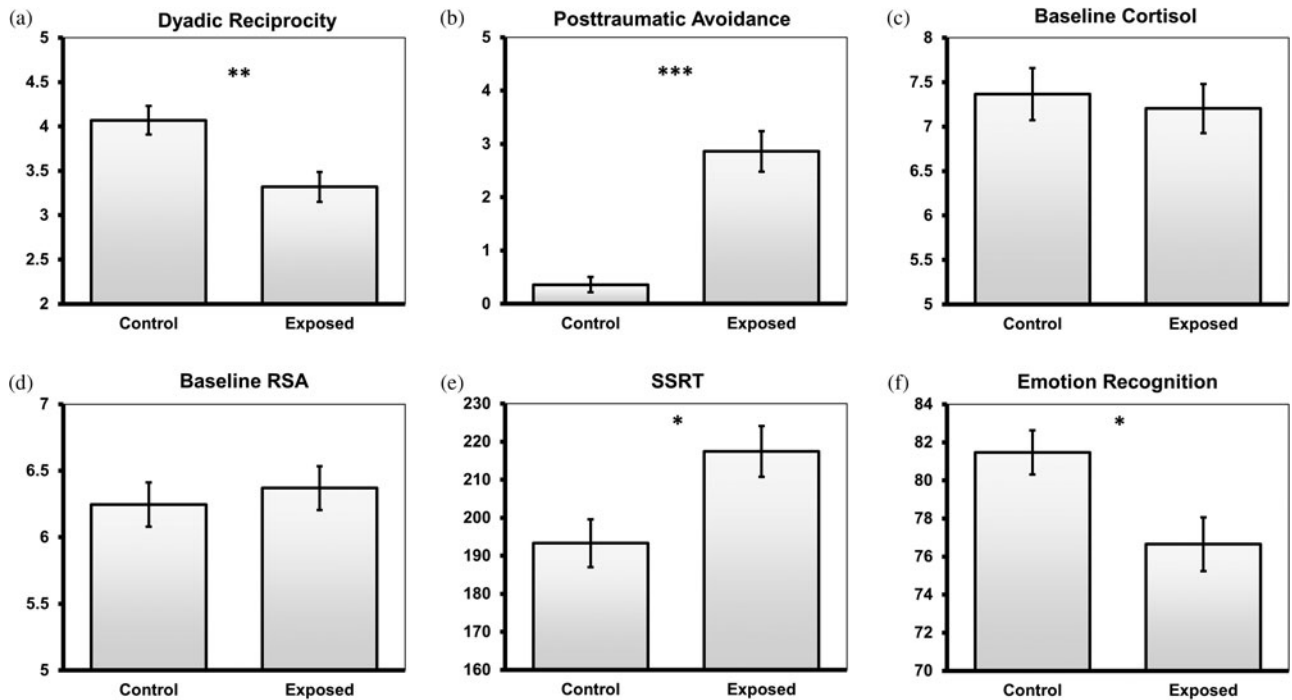 (a)
Dyadic Reciprocity
5
4.5
4
3.5
3
2.5
2
**
Control Exposed
(b)
Posttraumatic Avoidance
5
4
3
2
1
0
***
Control Exposed
(c)
Baseline Cortisol
8
7.5
7
6.5
6
5.5
5
Control Exposed
(d)
Baseline RSA
7
6.5
6
5.5
5
Control Exposed
(e)
SSRT
230
220
210
200
190
180
170
160
*
Control Exposed
(f)
Emotion Recognition
84
82
80
78
76
74
72
70
*
Control Exposed